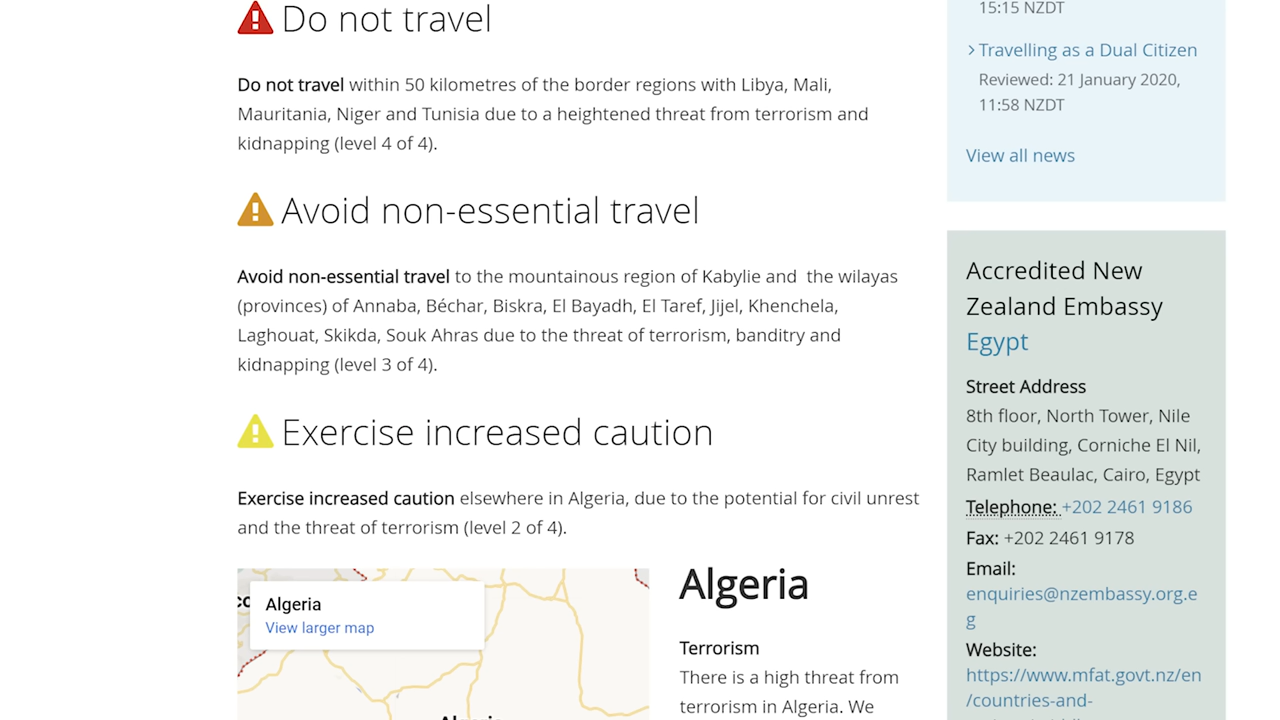 Do not travel
Do not travel within 50 kilometres of the border regions with Libya, Mali,
Mauritania, Niger and Tunisia due to a heightened threat from terrorism and
kidnapping (level 4 of 4).
Avoid non-essential travel
Avoid non-essential travel to the mountainous region of Kabylie and  the wilayas
(provinces) of Annaba, Béchar, Biskra, El Bayadh, El Taref, Jijel, Khenchela,
Laghouat, Skikda, Souk Ahras due to the threat of terrorism, banditry and
kidnapping (level 3 of 4).
Exercise increased caution
Exercise increased caution elsewhere in Algeria, due to the potential for civil unrest
and the threat of terrorism (level 2 of 4).
Algeria
View larger map
Algeria
Algeria
Terrorism
There is a high threat from
terrorism in Algeria. We
15:15 NZDT
Travelling as a Dual Citizen
Reviewed: 21 January 2020,
11:58 NZDT
View all news
Accredited New
Zealand Embassy
Egypt
Street Address
8th floor, North Tower, Nile
City building, Corniche El Nil,
Ramlet Beaulac, Cairo, Egypt
Telephone: +202 2461 9186
Fax: +202 2461 9178
Email:
enquiries@nzembassy.org.e
g
Website:
https://www.mfat.govt.nz/en
/countries-and-